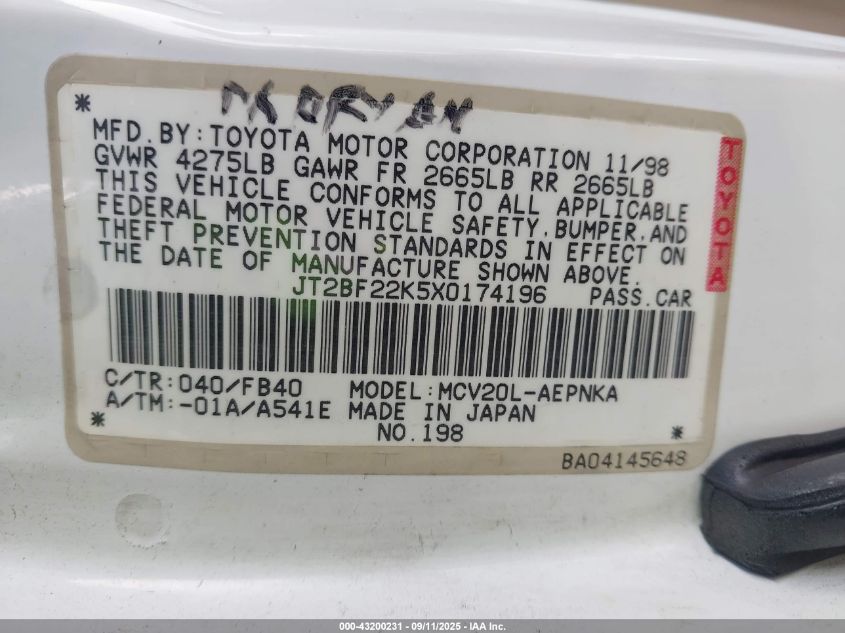 * *
MFD.BY:TOYOTA MOTOR CORPORATION 11/98
GVWR 4275LB GAWR FR 2665LB RR 2665LB
THIS VEHICLE CONFORMS TO ALL APPLICABLE
FEDERAL MOTOR VEHICLE SAFETY,BUMPER,AND
THEFT PREVENTION STANDARDS IN EFFECT ON
THE DATE OF MANUFACTURE SHOWN ABOVE.
JT2BF22K5X0174196 PASS.CAR
TOYOTA
C/TR:040/FB40 MODEL:MCV20L-AEPNKA
A/TM:-01A/A541E MADE IN JAPAN
* NO.198 *
BA04145648
000-43200231 - 09/11/2025 - IAA, Inc.